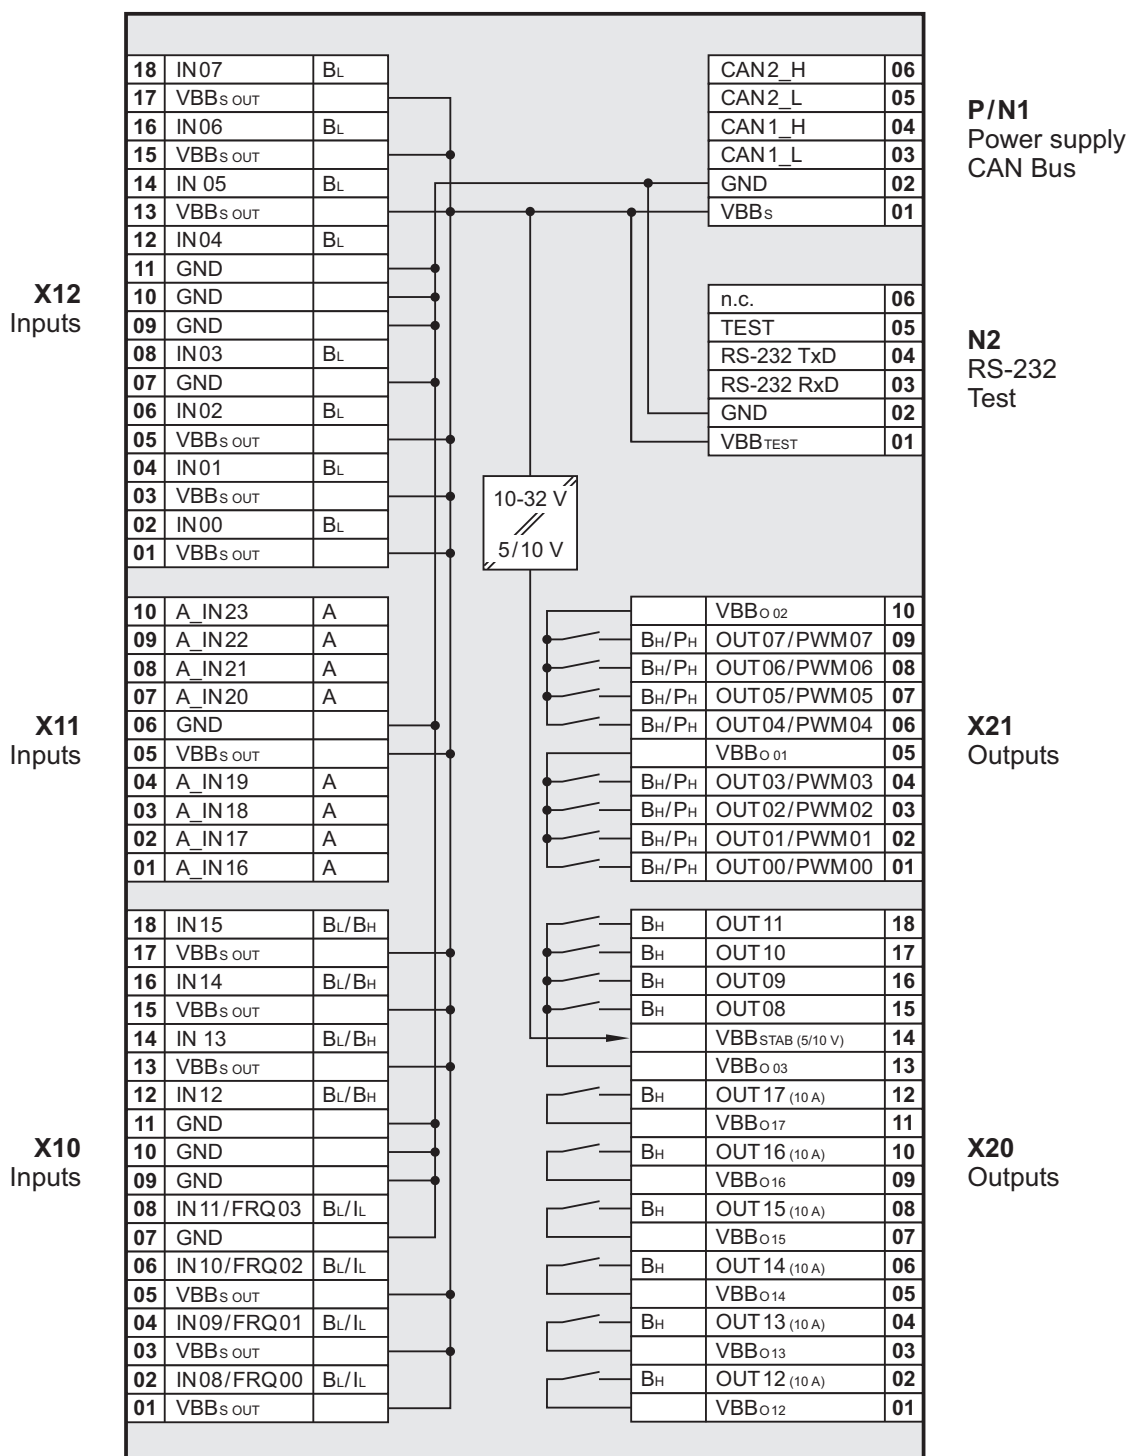 X12
Inputs
18 IN07 BL
17 VBBS OUT
16 IN06 BL
15 VBBS OUT
14 IN 05 BL
13 VBBS OUT
12 IN04 BL
11 GND
10 GND
09 GND
08 IN03 BL
07 GND
06 IN02 BL
05 VBBS OUT
04 IN01 BL
03 VBBS OUT
02 IN00 BL
01 VBBS OUT
X11
Inputs
10 A_IN23 A
09 A_IN22 A
08 A_IN21 A
07 A_IN20 A
06 GND
05 VBBS OUT
04 A_IN19 A
03 A_IN18 A
02 A_IN17 A
01 A_IN16 A
X10
Inputs
18 IN15 BL/BH
17 VBBS OUT
16 IN14 BL/BH
15 VBBS OUT
14 IN 13 BL/BH
13 VBBS OUT
12 IN12 BL/BH
11 GND
10 GND
09 GND
08 IN11/FRQ03 BL/IL
07 GND
06 IN10/FRQ02 BL/IL
05 VBBS OUT
04 IN09/FRQ01 BL/IL
03 VBBS OUT
02 IN08/FRQ00 BL/IL
01 VBBS OUT
10-32 V
5/10 V
CAN2_H 06
CAN2_L 05
CAN1_H 04
CAN1_L 03
GND 02
VBBS 01
P/N1
Power supply
CAN Bus
n.c. 06
TEST 05
RS-232 TxD 04
RS-232 RxD 03
GND 02
VBBTEST 01
N2
RS-232
Test
VBBO 02 10
BH/PH OUT07/PWM07 09
BH/PH OUT06/PWM06 08
BH/PH OUT05/PWM05 07
BH/PH OUT04/PWM04 06
VBBO 01 05
BH/PH OUT03/PWM03 04
BH/PH OUT02/PWM02 03
BH/PH OUT01/PWM01 02
BH/PH OUT00/PWM00 01
X21
Outputs
BH OUT11 18
BH OUT10 17
BH OUT09 16
BH OUT08 15
VBBSTAB (5/10 V) 14
VBBO 03 13
BH OUT17 (10 A) 12
VBBO17 11
BH OUT16 (10 A) 10
VBBO16 09
BH OUT15 (10 A) 08
VBBO15 07
BH OUT14 (10 A) 06
VBBO14 05
BH OUT13 (10 A) 04
VBBO13 03
BH OUT12 (10 A) 02
VBBO12 01
X20
Outputs